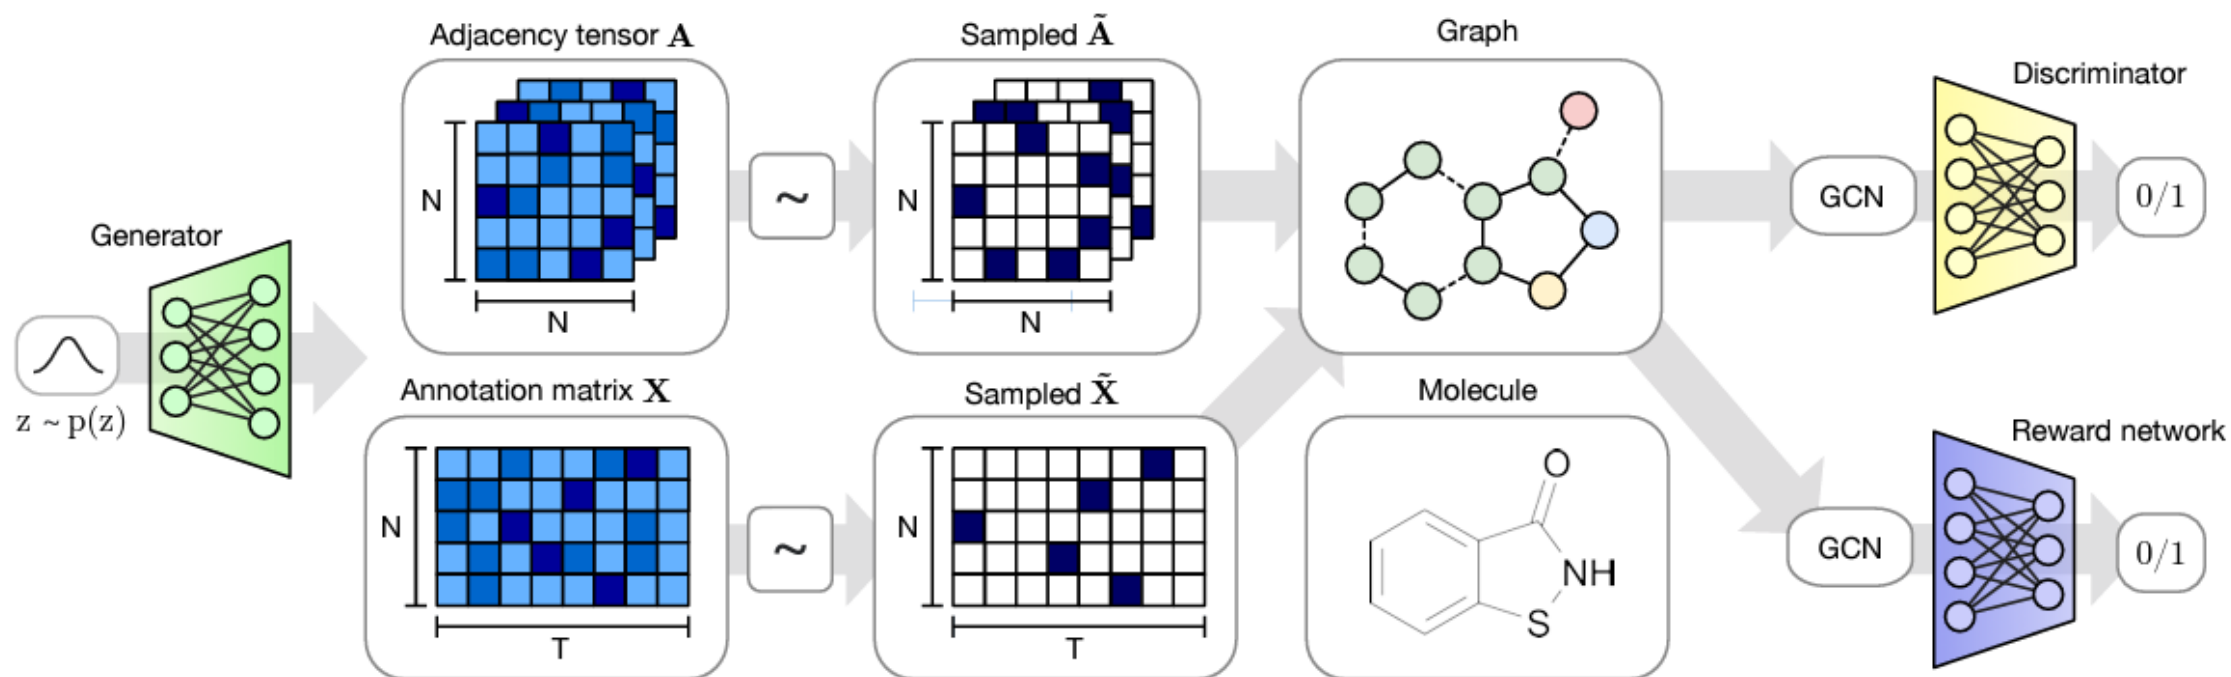 Generator
z ~ p(z)
Adjacency tensor A
N
N
Annotation matrix X
N
T
~
~
Sampled Ã
N
N
Sampled X̃
N
T
Graph
Molecule
O
NH
S
GCN
Discriminator
0/1
GCN
Reward network
0/1